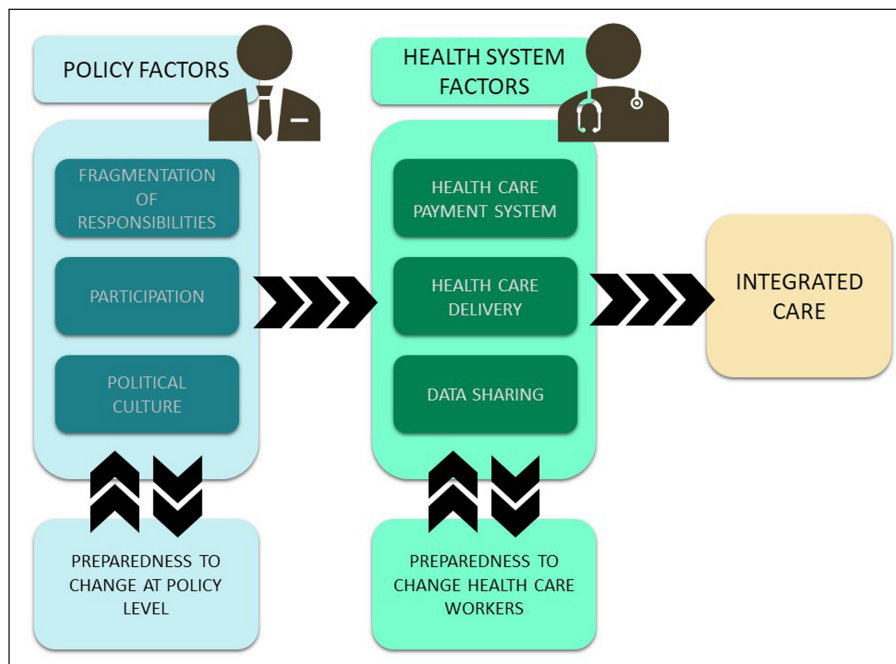 POLICY FACTORS
FRAGMENTATION
OF
RESPONSIBILITIES
PARTICIPATION
POLITICAL
CULTURE
PREPAREDNESS TO
CHANGE AT POLICY
LEVEL
HEALTH SYSTEM
FACTORS
HEALTH CARE
PAYMENT SYSTEM
HEALTH CARE
DELIVERY
DATA SHARING
PREPAREDNESS TO
CHANGE HEALTH CARE
WORKERS
INTEGRATED
CARE